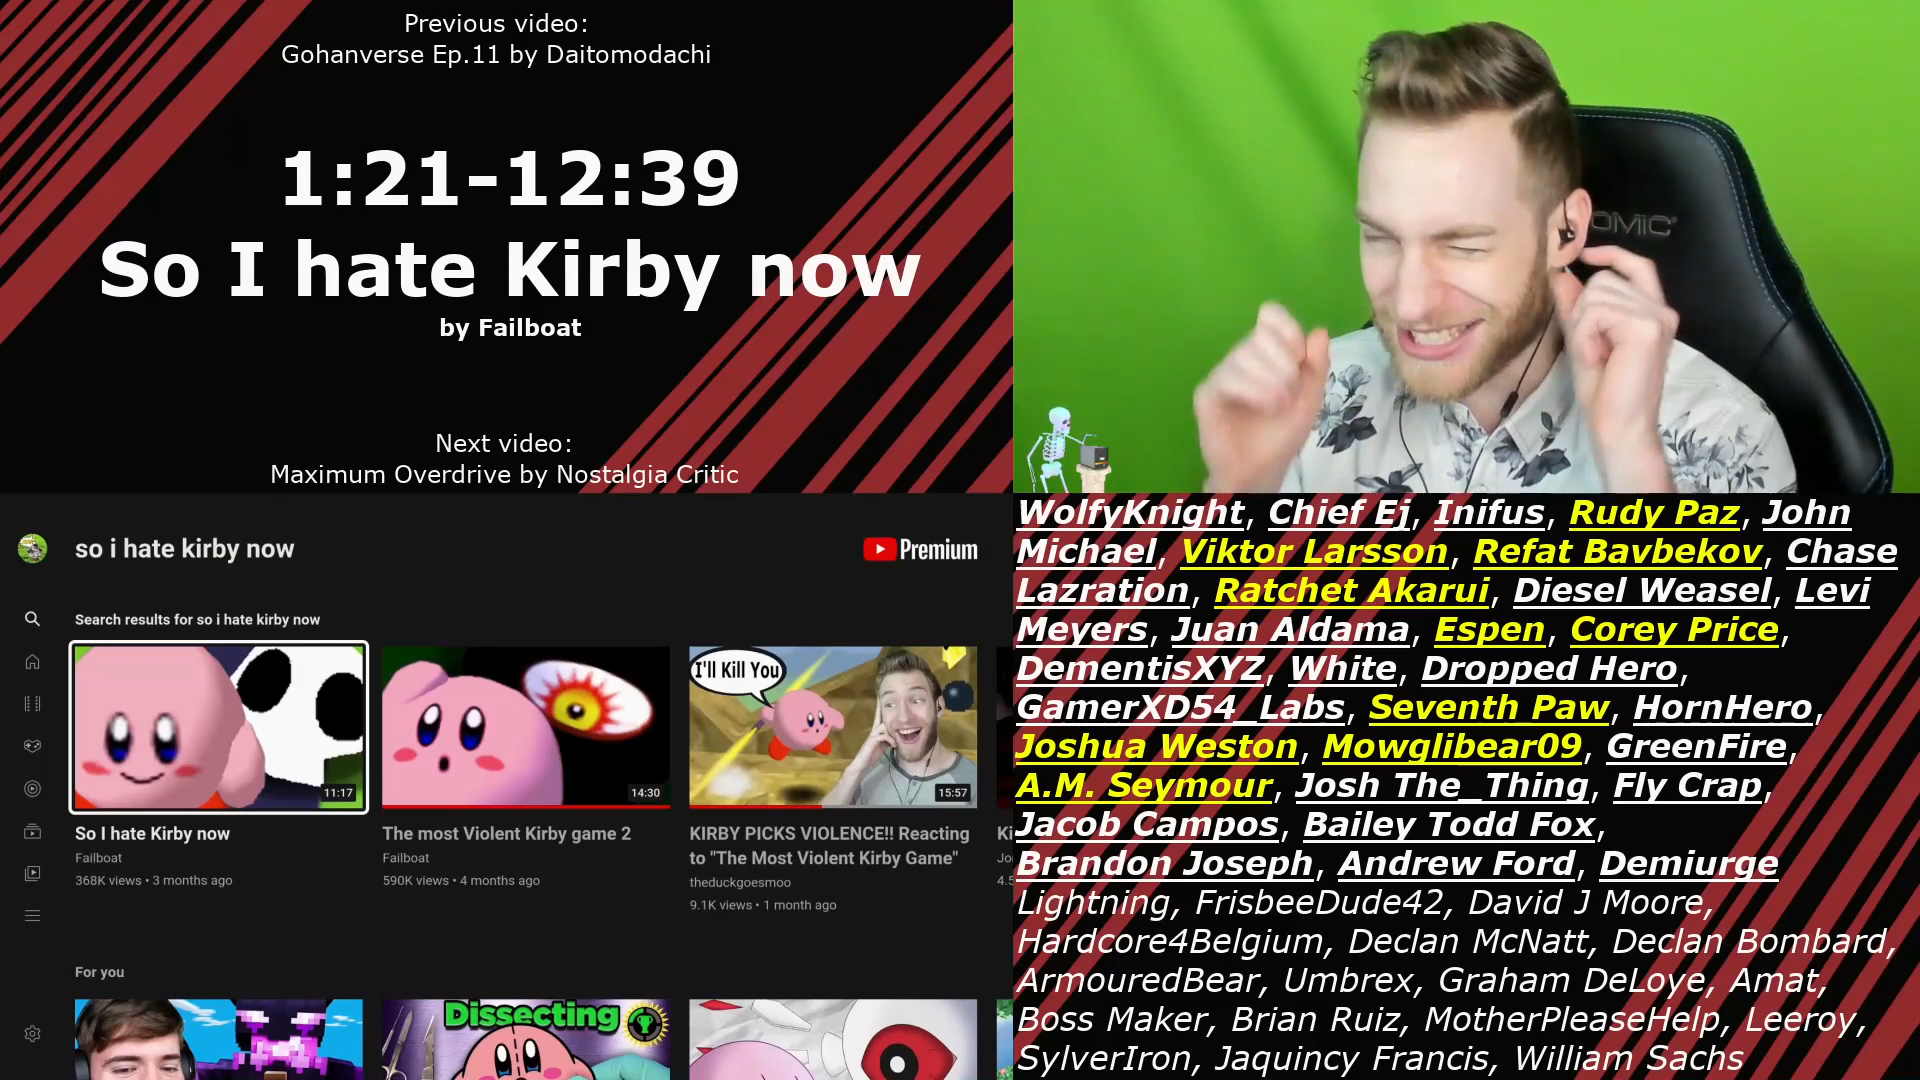 Previous video:
Gohanverse Ep.11 by Daitomodachi
1:21-12:39
So I hate Kirby now
by Failboat
Next video:
Maximum Overdrive by Nostalgia Critic
OMIC
so i hate kirby now
Premium
Search results for so i hate kirby now
11:17
14:30
I'll Kill You
15:57
So I hate Kirby now
Failboat
368K views • 3 months ago
The most Violent Kirby game 2
Failboat
590K views • 4 months ago
KIRBY PICKS VIOLENCE!! Reacting
to "The Most Violent Kirby Game"
theduckgoesmoo
9.1K views • 1 month ago
Ki
Jo
4.5
For you
Dissecting
WolfyKnight, Chief Ej, Inifus, Rudy Paz, John
Michael, Viktor Larsson, Refat Bavbekov, Chase
Lazration, Ratchet Akarui, Diesel Weasel, Levi
Meyers, Juan Aldama, Espen, Corey Price,
DementisXYZ, White, Dropped Hero,
GamerXD54_Labs, Seventh Paw, HornHero,
Joshua Weston, Mowglibear09, GreenFire,
A.M. Seymour, Josh The_Thing, Fly Crap,
Jacob Campos, Bailey Todd Fox,
Brandon Joseph, Andrew Ford, Demiurge
Lightning, FrisbeeDude42, David J Moore,
Hardcore4Belgium, Declan McNatt, Declan Bombard,
ArmouredBear, Umbrex, Graham DeLoye, Amat,
Boss Maker, Brian Ruiz, MotherPleaseHelp, Leeroy,
SylverIron, Jaquincy Francis, William Sachs